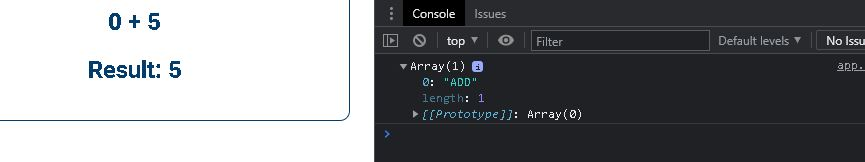 0 + 5
Result: 5
Console Issues
top Filter Default levels No Issu
Array(1) i app.
0: "ADD"
length: 1
[[Prototype]]: Array(0)